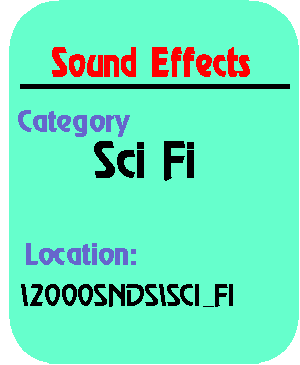 Sound Effects
Category
Sci Fi
Location:
\2000SNDS\SCI_FI